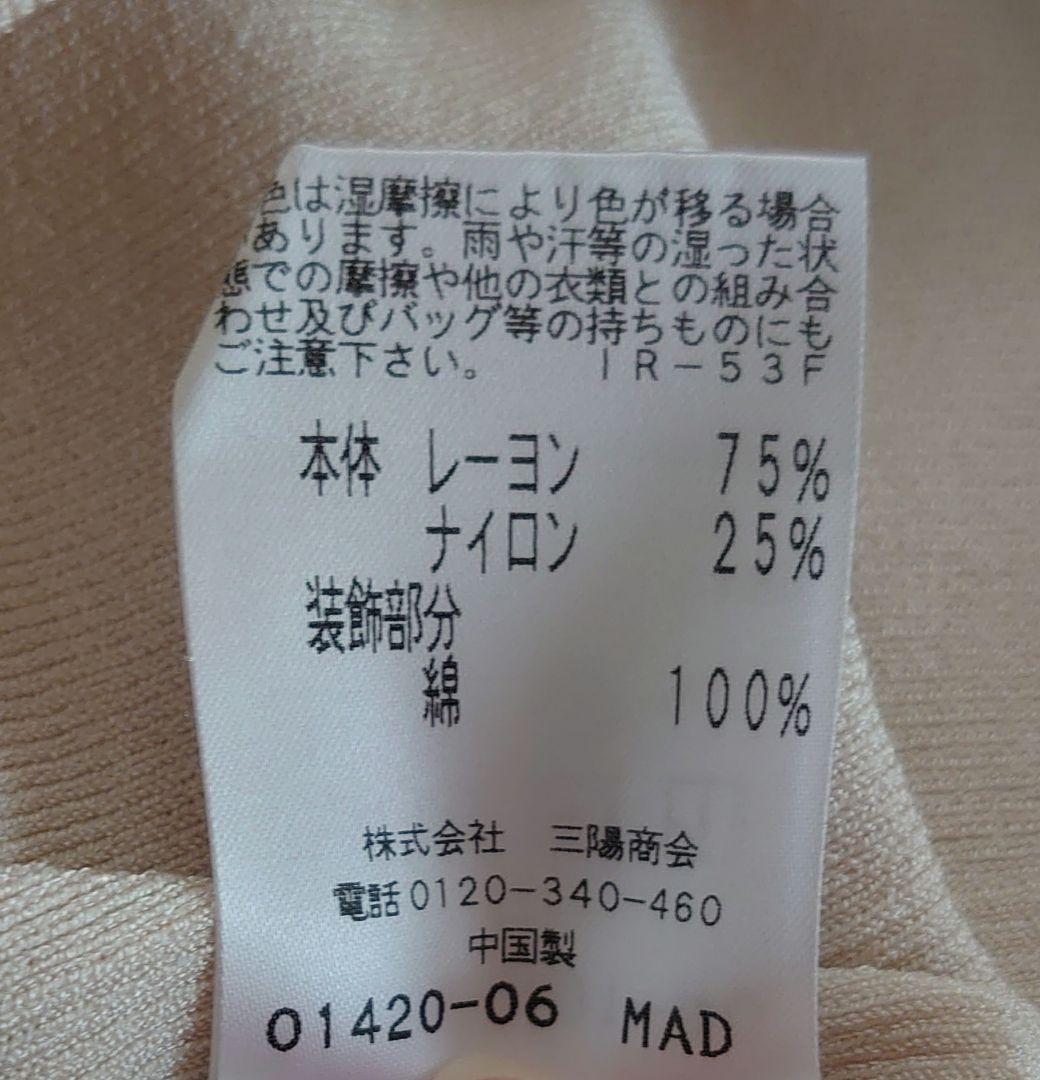 色は湿摩擦により色が移る場合
あります。雨や汗等の湿った状
態での摩擦や他の衣類との組み合
わせ及びバッグ等の持ちものにも
ご注意下さい。 IR-53F
本体 レーヨン 75%
ナイロン 25%
装飾部分
綿 100%
株式会社 三陽商会
電話0120-340-460
中国製
01420-06 MAD